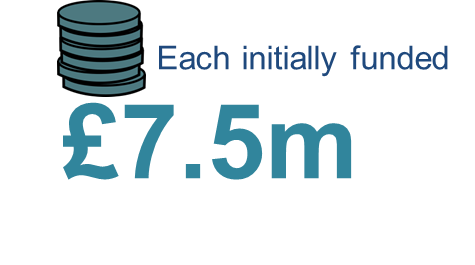 Each initially funded
£7.5m